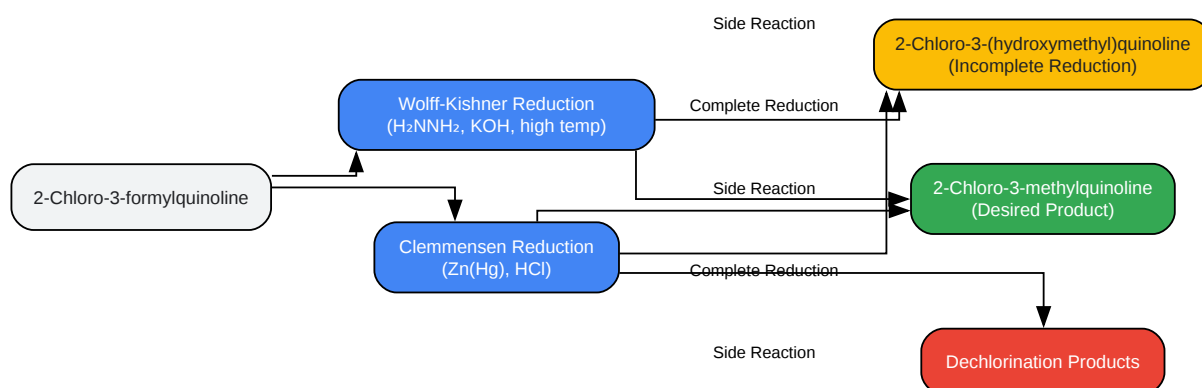 Side Reaction
2-Chloro-3-(hydroxymethyl)quinoline
(Incomplete Reduction)
Wolff-Kishner Reduction
(H₂NNH₂, KOH, high temp)
Complete Reduction
2-Chloro-3-formylquinoline
Side Reaction
2-Chloro-3-methylquinoline
(Desired Product)
Clemmensen Reduction
(Zn(Hg), HCl)
Complete Reduction
Side Reaction
Dechlorination Products